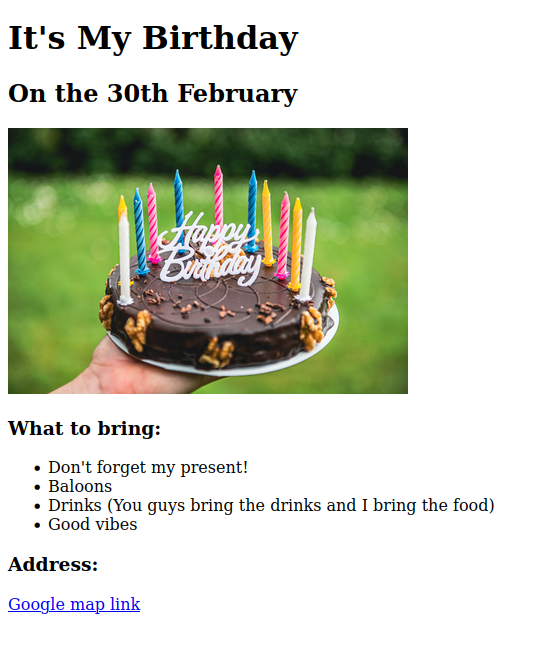 It's My Birthday
On the 30th February
Happy
Birthday
What to bring:
Don't forget my present!
Baloons
Drinks (You guys bring the drinks and I bring the food)
Good vibes
Address:
Google map link